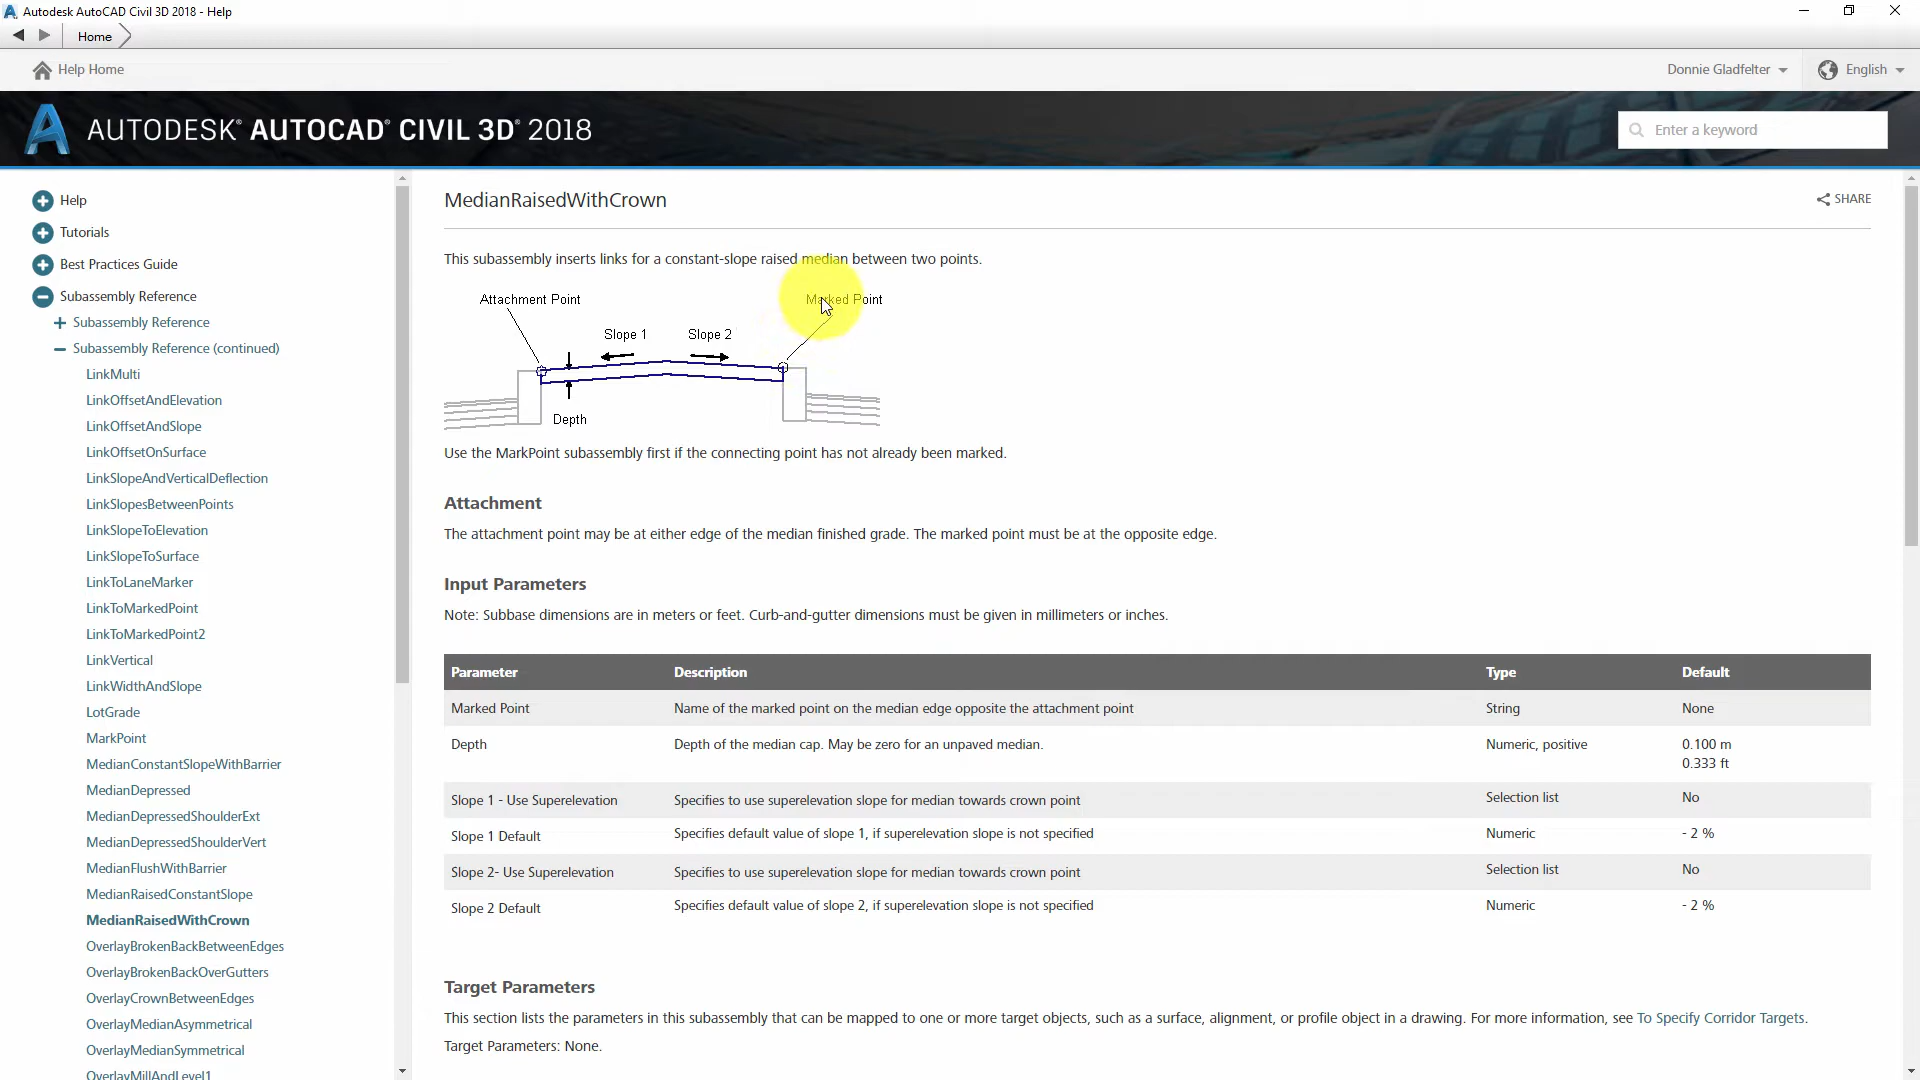 Autodesk AutoCAD Civil 3D 2018 - Help
Home
Help Home
Donnie Gladfelter
English
AUTODESK® AUTOCAD® CIVIL 3D® 2018
Enter a keyword
Help
Tutorials
Best Practices Guide
Subassembly Reference
Subassembly Reference
Subassembly Reference (continued)
LinkMulti
LinkOffsetAndElevation
LinkOffsetAndSlope
LinkOffsetOnSurface
LinkSlopeAndVerticalDeflection
LinkSlopesBetweenPoints
LinkSlopeToElevation
LinkSlopeToSurface
LinkToLaneMarker
LinkToMarkedPoint
LinkToMarkedPoint2
LinkVertical
LinkWidthAndSlope
LotGrade
MarkPoint
MedianConstantSlopeWithBarrier
MedianDepressed
MedianDepressedShoulderExt
MedianDepressedShoulderVert
MedianFlushWithBarrier
MedianRaisedConstantSlope
MedianRaisedWithCrown
OverlayBrokenBackBetweenEdges
OverlayBrokenBackOverGutters
OverlayCrownBetweenEdges
OverlayMedianAsymmetrical
OverlayMedianSymmetrical
OverlayMillAndLevel1
MedianRaisedWithCrown
SHARE
This subassembly inserts links for a constant-slope raised median between two points.
Attachment Point
Marked Point
Slope 1
Slope 2
Depth
Use the MarkPoint subassembly first if the connecting point has not already been marked.
Attachment
The attachment point may be at either edge of the median finished grade. The marked point must be at the opposite edge.
Input Parameters
Note: Subbase dimensions are in meters or feet. Curb-and-gutter dimensions must be given in millimeters or inches.
Parameter Description Type Default
Marked Point Name of the marked point on the median edge opposite the attachment point String None
Depth Depth of the median cap. May be zero for an unpaved median. Numeric, positive 0.100 m
0.333 ft
Slope 1 - Use Superelevation Specifies to use superelevation slope for median towards crown point Selection list No
Slope 1 Default Specifies default value of slope 1, if superelevation slope is not specified Numeric - 2 %
Slope 2- Use Superelevation Specifies to use superelevation slope for median towards crown point Selection list No
Slope 2 Default Specifies default value of slope 2, if superelevation slope is not specified Numeric - 2 %
Target Parameters
This section lists the parameters in this subassembly that can be mapped to one or more target objects, such as a surface, alignment, or profile object in a drawing. For more information, see To Specify Corridor Targets.
Target Parameters: None.